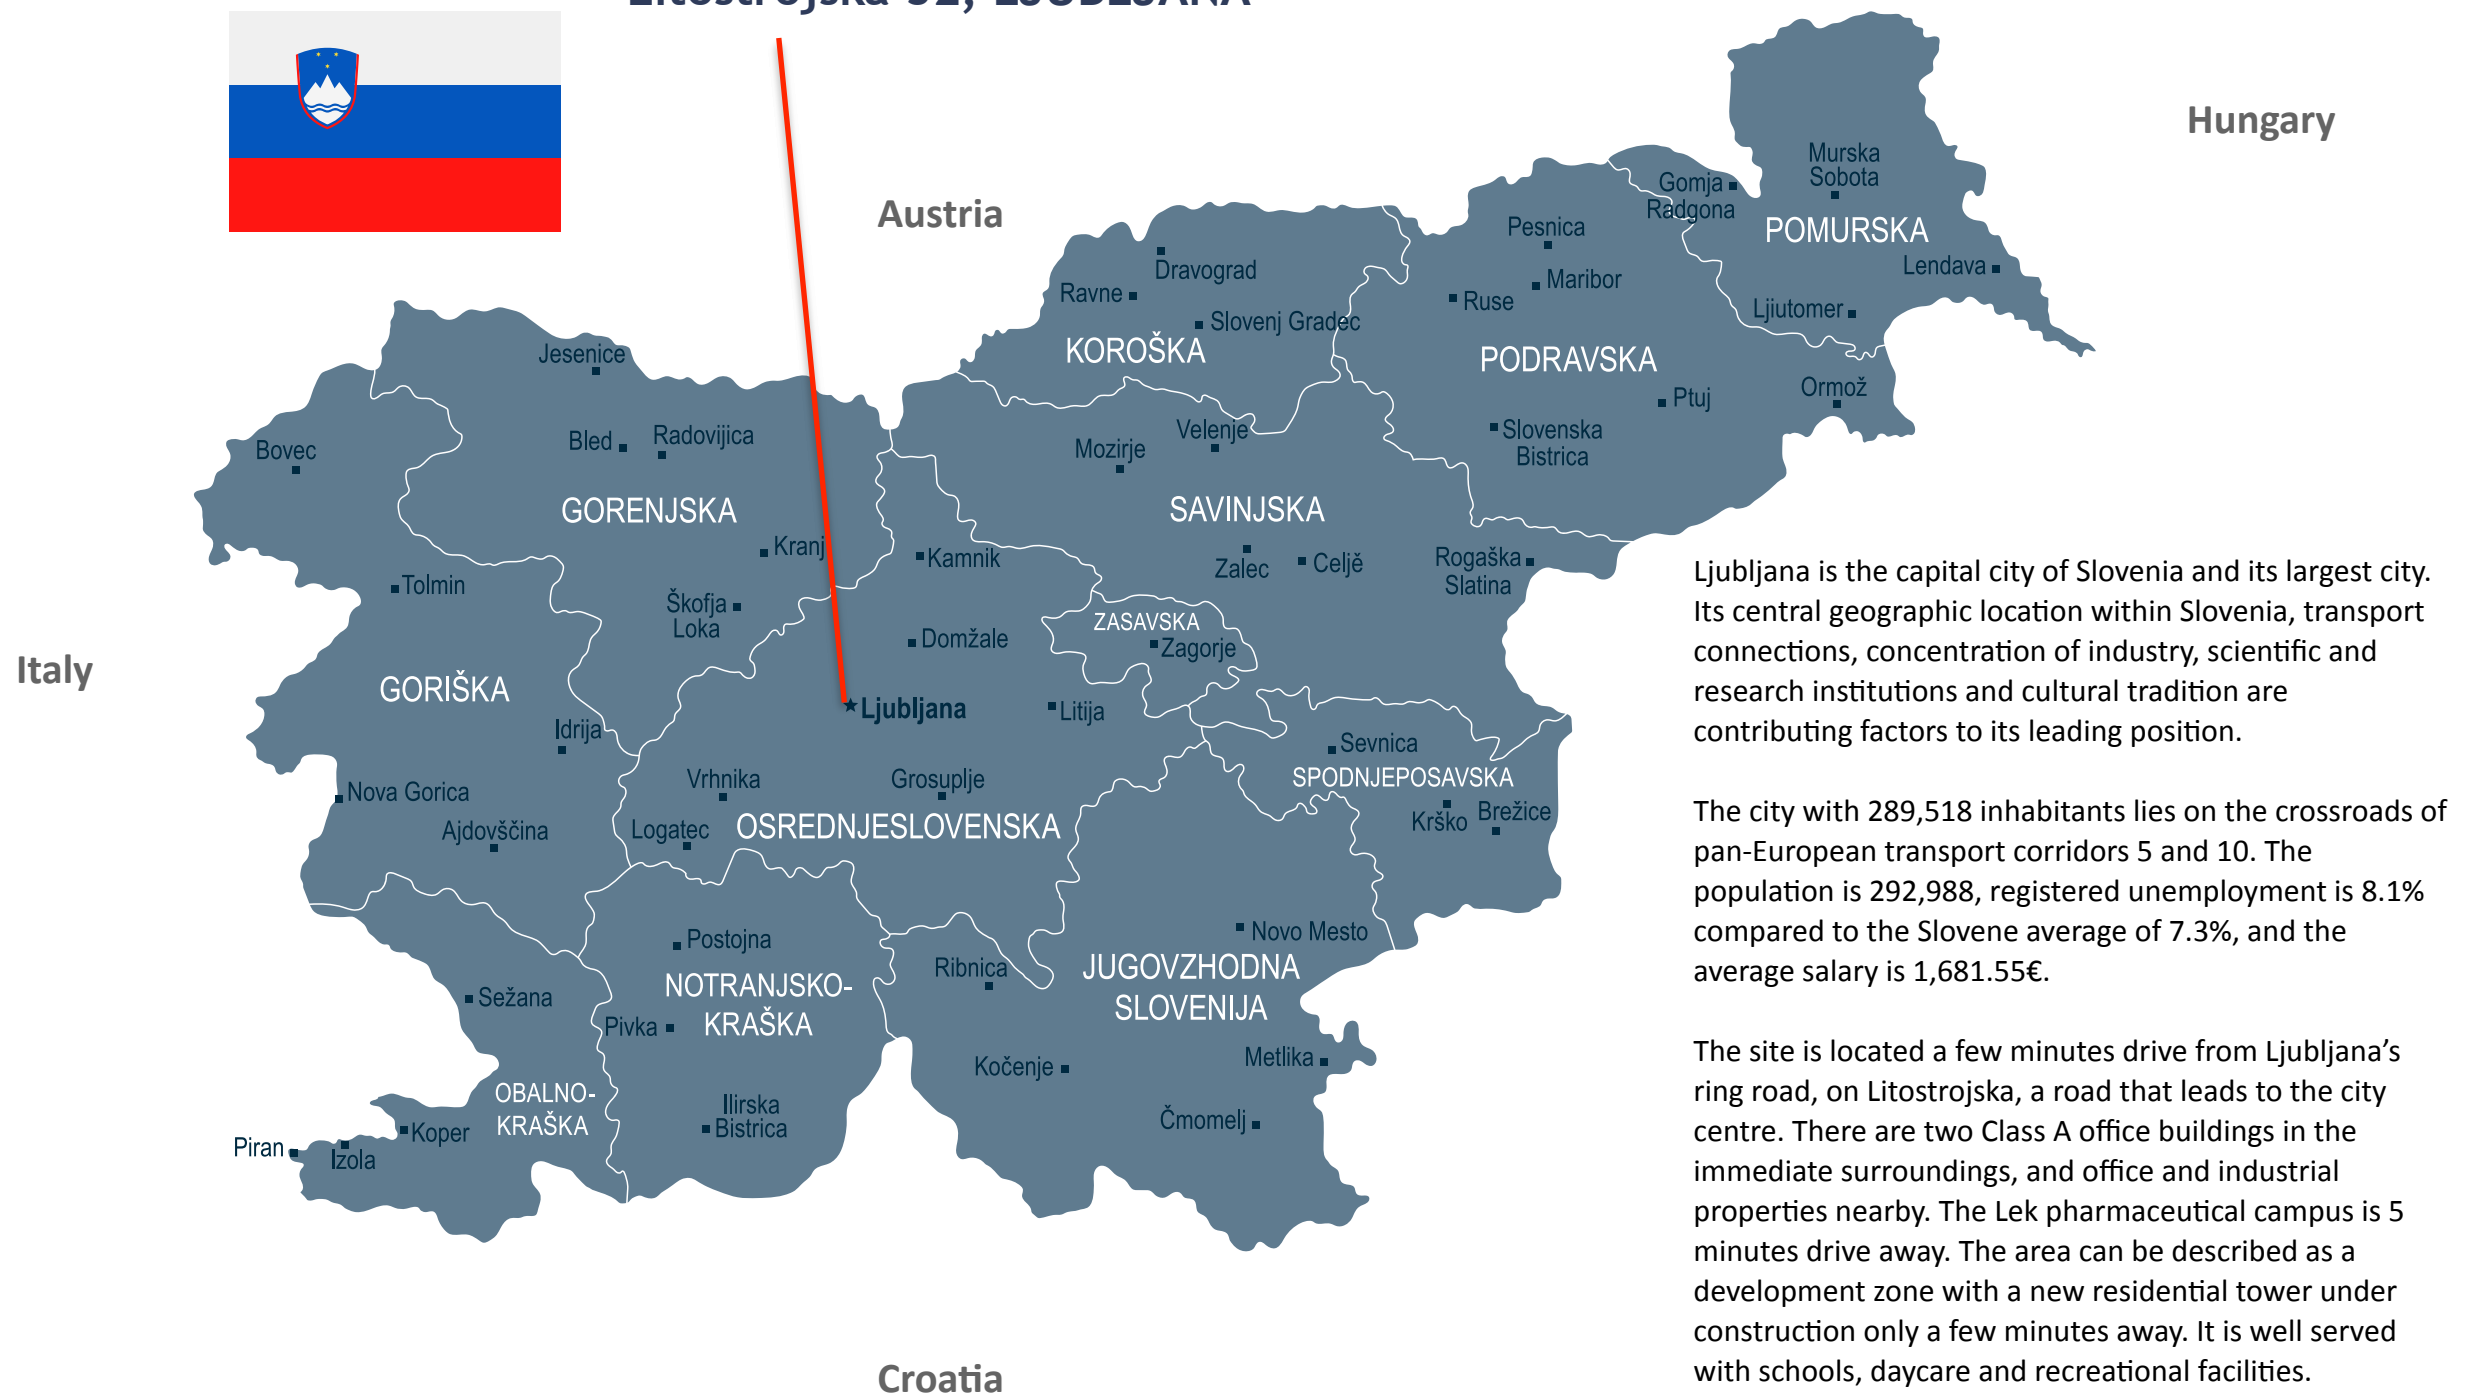 Litostrojska 52, LJUBLJANA
Hungary
Austria
Italy
Croatia
Murska
Sobota
Gomja
Radgona
POMURSKA
Lendava
Ljiutomer
Pesnica
Maribor
Ruse
PODRAVSKA
Ptuj
Ormož
Slovenska
Bistrica
Dravograd
Ravne
Slovenj Gradec
KOROŠKA
Jesenice
Bled
Radovijica
Bovec
GORENJSKA
Kranj
Škofja
Loka
Tolmin
Mozirje
Velenje
SAVINJSKA
Zalec
Celjě
Rogaška
Slatina
Kamnik
Domžale
ZASAVSKA
Zagorje
GORIŠKA
Idrija
Ljubljana
Litija
Nova Gorica
Ajdovščina
Vrhnika
Grosuplje
Logatec
OSREDNJESLOVENSKA
Sevnica
SPODNJEPOSAVSKA
Krško
Brežice
Postojna
NOTRANJSKO-
KRAŠKA
Pivka
Ilirska
Bistrica
Sežana
OBALNO-
KRAŠKA
Koper
Izola
Piran
Ribnica
Novo Mesto
JUGOVZHODNA
SLOVENIJA
Kočenje
Metlika
Čmomelj
Ljubljana is the capital city of Slovenia and its largest city.
Its central geographic location within Slovenia, transport
connections, concentration of industry, scientific and
research institutions and cultural tradition are
contributing factors to its leading position.
The city with 289,518 inhabitants lies on the crossroads of
pan-European transport corridors 5 and 10. The
population is 292,988, registered unemployment is 8.1%
compared to the Slovene average of 7.3%, and the
average salary is 1,681.55€.
The site is located a few minutes drive from Ljubljana’s
ring road, on Litostrojska, a road that leads to the city
centre. There are two Class A office buildings in the
immediate surroundings, and office and industrial
properties nearby. The Lek pharmaceutical campus is 5
minutes drive away. The area can be described as a
development zone with a new residential tower under
construction only a few minutes away. It is well served
with schools, daycare and recreational facilities.